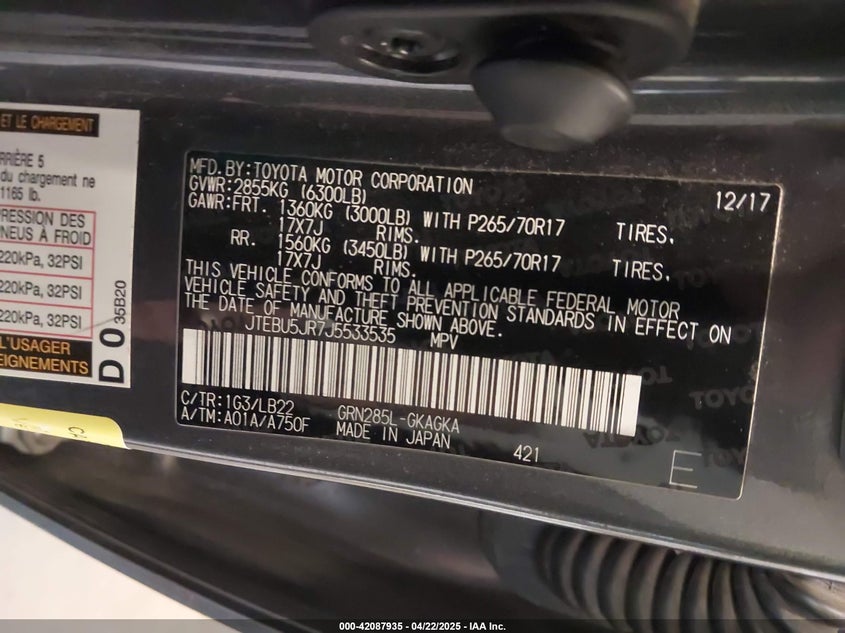 ET LE CHARGEMENT
RRIÈRE 5
du chargement ne
1165 lb.
PRESSION DES
PNEUS À FROID
220kPa, 32PSI
220kPa, 32PSI
220kPa, 32PSI
L'USAGER
EIGNEMENTS
D 0 35B20
MFD.BY:TOYOTA MOTOR CORPORATION 12/17
GVWR:2855KG (6300LB)
GAWR:FRT. 1360KG (3000LB) WITH P265/70R17 TIRES,
17X7J RIMS.
RR. 1560KG (3450LB) WITH P265/70R17 TIRES,
17X7J RIMS.
THIS VEHICLE CONFORMS TO ALL APPLICABLE FEDERAL MOTOR
VEHICLE SAFETY AND THEFT PREVENTION STANDARDS IN EFFECT ON
THE DATE OF MANUFACTURE SHOWN ABOVE.
JTEBU5JR7J5533535 MPV
C/TR:1G3/LB22 GRN285L-GKAGKA
A/TM:A01A/A750F MADE IN JAPAN
421
E
000-42087935 - 04/22/2025 - IAA Inc.